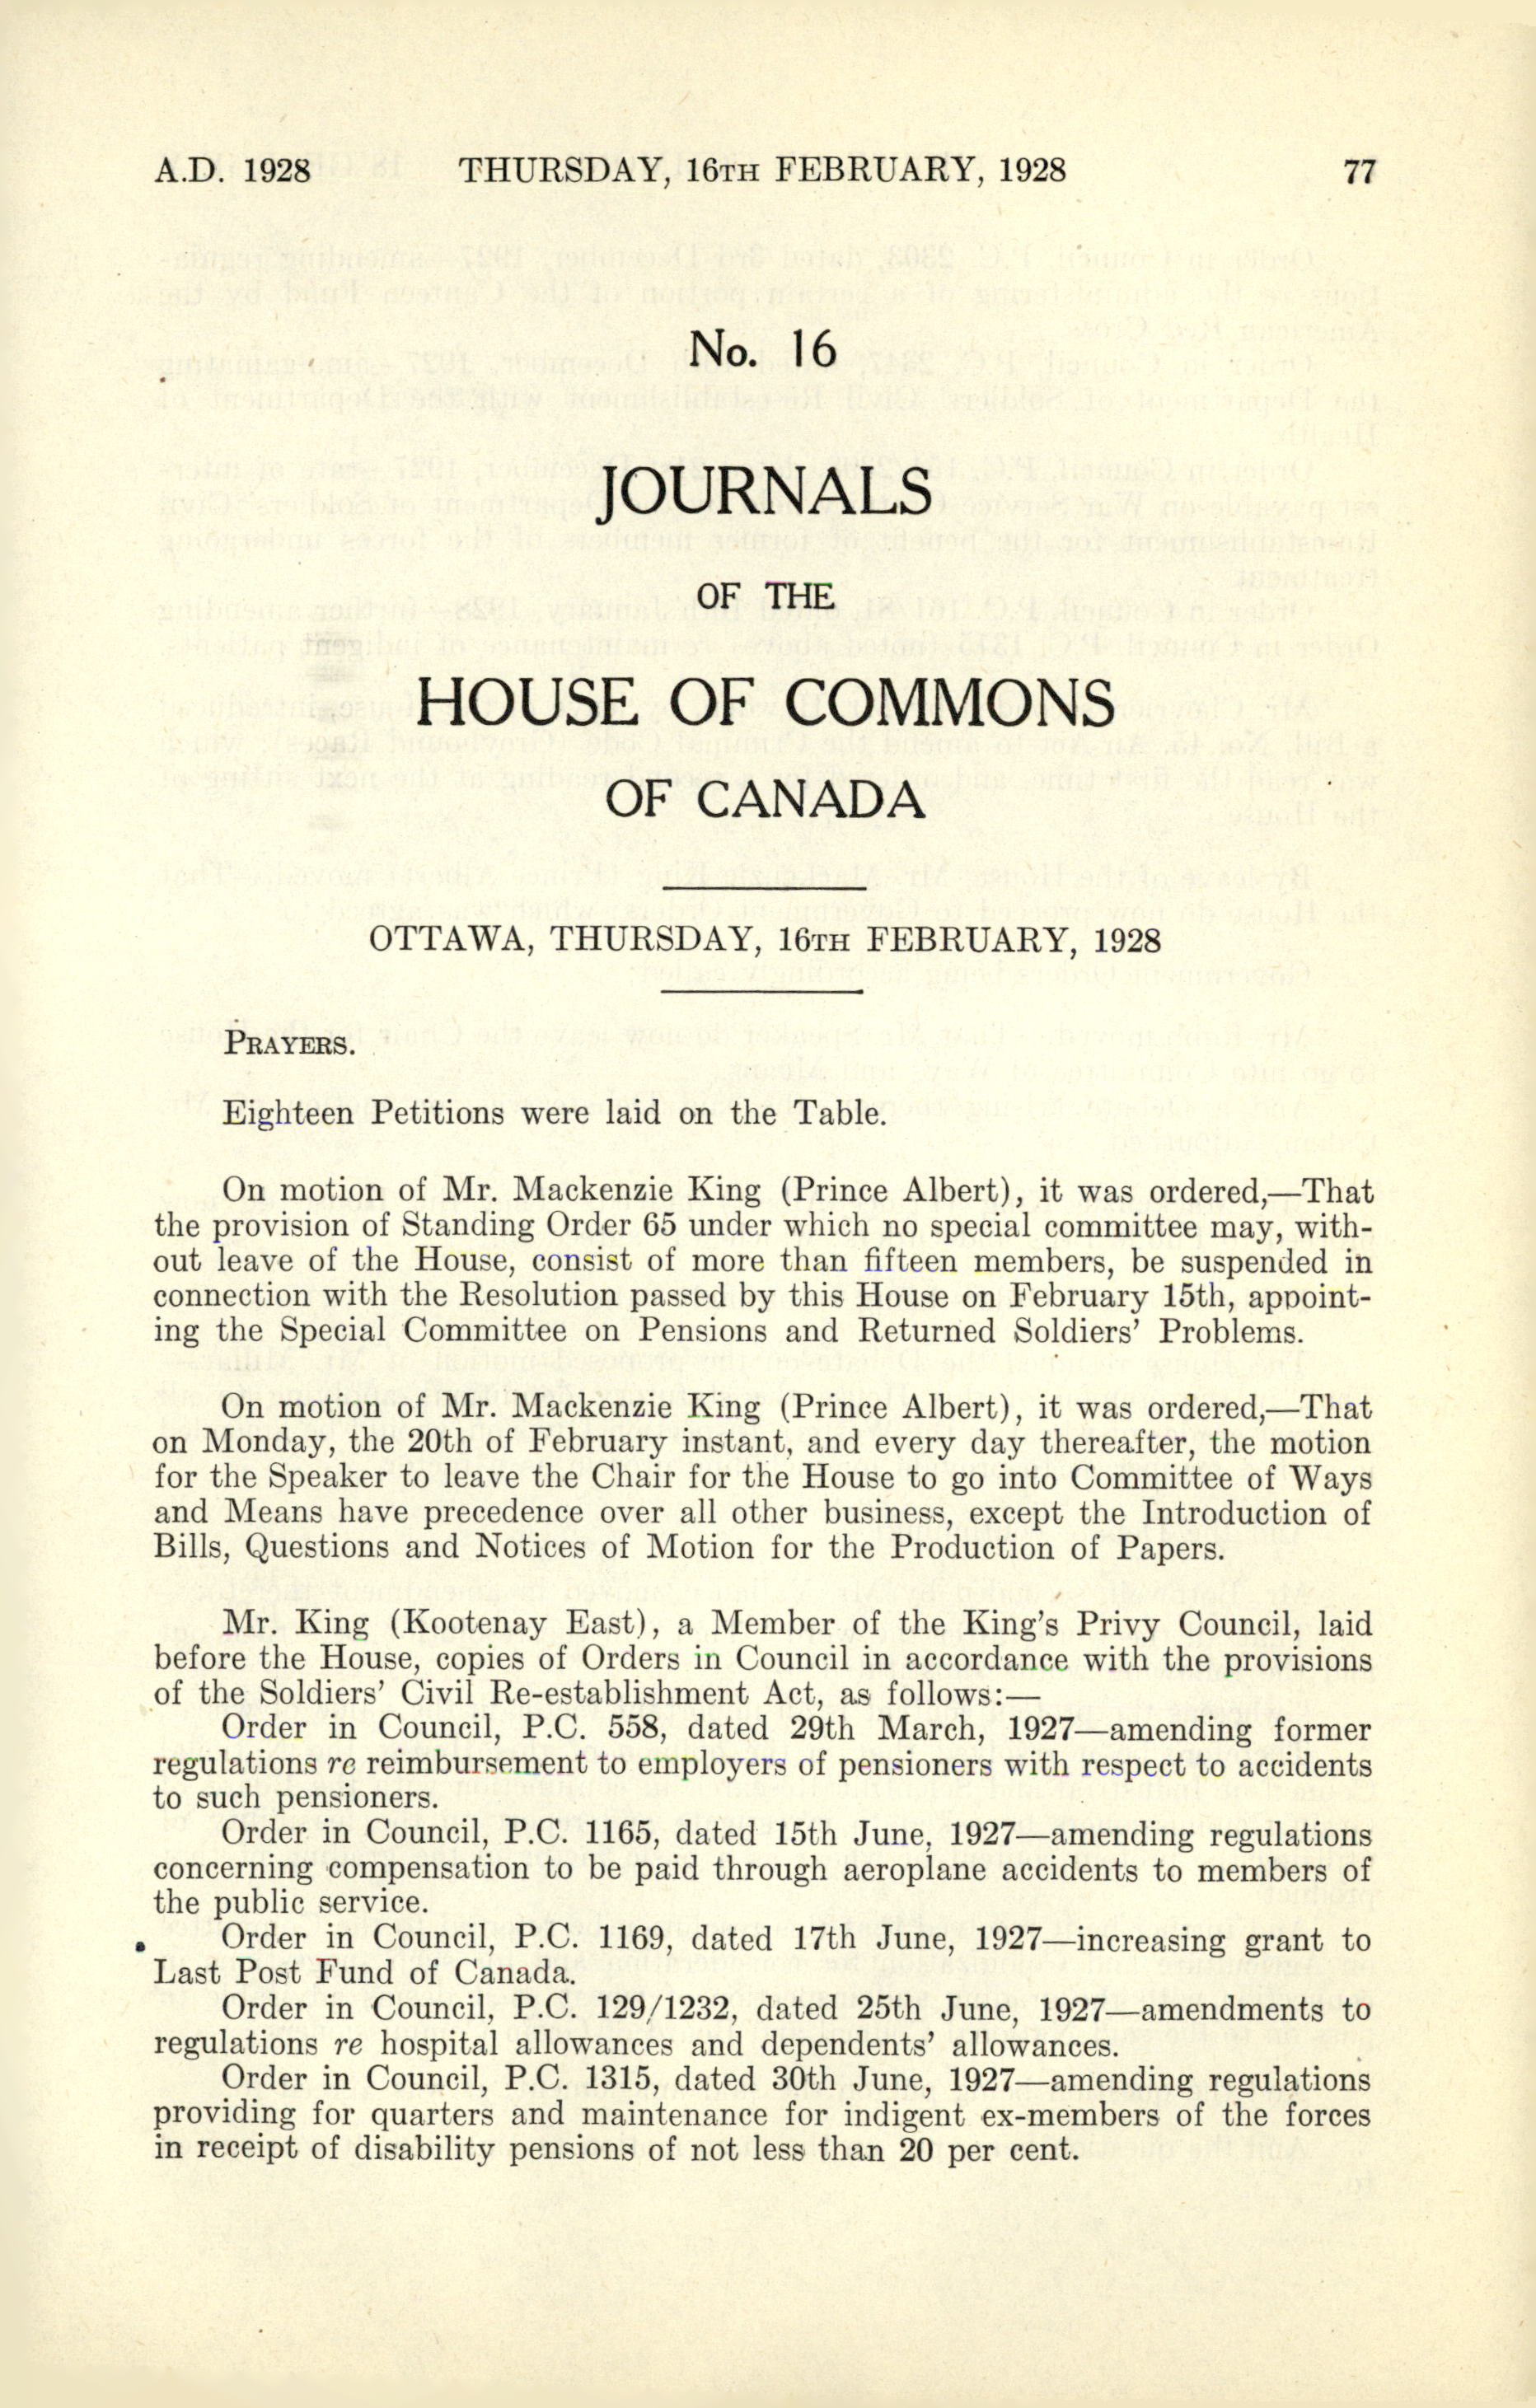 A.D. 1928 THURSDAY, 16TH FEBRUARY, 1928 77
No. 16
JOURNALS
OF THE
HOUSE OF COMMONS
OF CANADA
OTTAWA, THURSDAY, 16TH FEBRUARY, 1928
PRAYERS.
Eighteen Petitions were laid on the Table.
On motion of Mr. Mackenzie King (Prince Albert), it was ordered,—That
the provision of Standing Order 65 under which no special committee may, with-
out leave of the House, consist of more than fifteen members, be suspended in
connection with the Resolution passed by this House on February 15th, appoint-
ing the Special Committee on Pensions and Returned Soldiers' Problems.
On motion of Mr. Mackenzie King (Prince Albert), it was ordered,—That
on Monday, the 20th of February instant, and every day thereafter, the motion
for the Speaker to leave the Chair for the House to go into Committee of Ways
and Means have precedence over all other business, except the Introduction of
Bills, Questions and Notices of Motion for the Production of Papers.
Mr. King (Kootenay East), a Member of the King's Privy Council, laid
before the House, copies of Orders in Council in accordance with the provisions
of the Soldiers' Civil Re-establishment Act, as follows:—
Order in Council, P.C. 558, dated 29th March, 1927—amending former
regulations re reimbursement to employers of pensioners with respect to accidents
to such pensioners.
Order in Council, P.C. 1165, dated 15th June, 1927—amending regulations
concerning compensation to be paid through aeroplane accidents to members of
the public service.
Order in Council, P.C. 1169, dated 17th June, 1927—increasing grant to
Last Post Fund of Canada.
Order in Council, P.C. 129/1232, dated 25th June, 1927—amendments to
regulations re hospital allowances and dependents' allowances.
Order in Council, P.C. 1315, dated 30th June, 1927—amending regulations
providing for quarters and maintenance for indigent ex-members of the forces
in receipt of disability pensions of not less than 20 per cent.